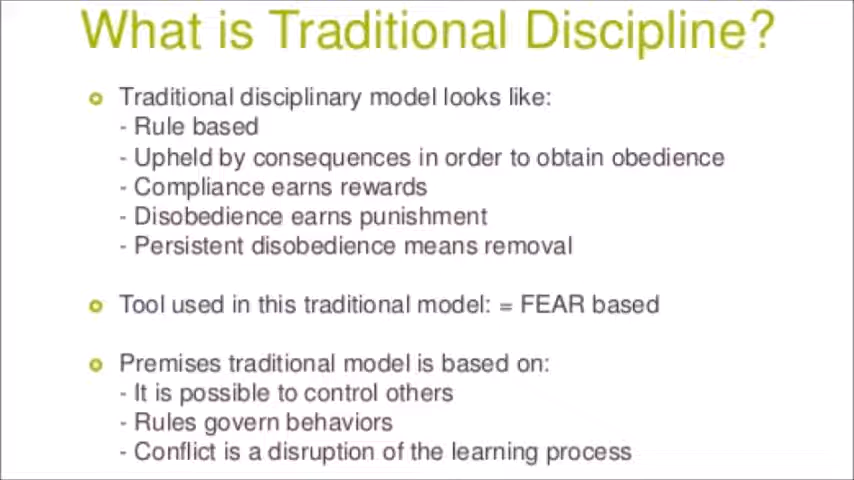 What is Traditional Discipline?
Traditional disciplinary model looks like:
- Rule based
- Upheld by consequences in order to obtain obedience
- Compliance earns rewards
- Disobedience earns punishment
- Persistent disobedience means removal
Tool used in this traditional model: = FEAR based
Premises traditional model is based on:
- It is possible to control others
- Rules govern behaviors
- Conflict is a disruption of the learning process